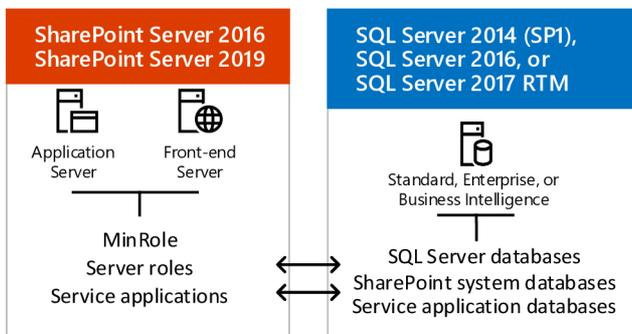 SharePoint Server 2016
SharePoint Server 2019
Application
Server
Front-end
Server
MinRole
Server roles
Service applications
SQL Server 2014 (SP1),
SQL Server 2016, or
SQL Server 2017 RTM
Standard, Enterprise, or
Business Intelligence
SQL Server databases
SharePoint system databases
Service application databases